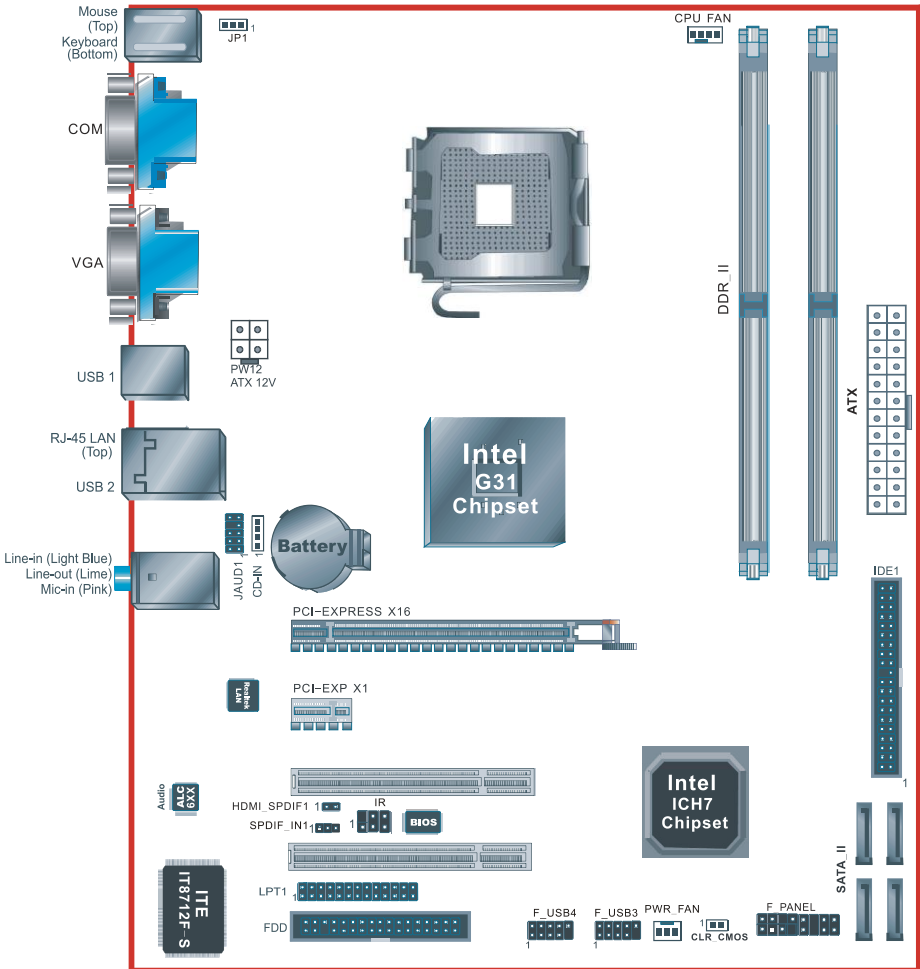 Mouse
(Top)
Keyboard
(Bottom)
1
JP1
CPU FAN
COM
VGA
DDR_II
PW12
ATX 12V
USB 1
ATX
RJ-45 LAN
(Top)
USB 2
Intel
G31
Chipset
Line-in (Light Blue)
Line-out (Lime)
Mic-in (Pink)
JAUD1
1
CD-IN
1
Battery
IDE1
1
PCI-EXPRESS X16
Realtek
LAN
PCI-EXP X1
Intel
ICH7
Chipset
Audio
ALC
6XX
HDMI_SPDIF1 1
IR
1
BIOS
SPDIF_IN1 1
SATA_II
ITE
IT8712F-S
LPT1
1
FDD
F_USB4
1
F_USB3
1
PWR_FAN
1
CLR_CMOS
F_PANEL
1